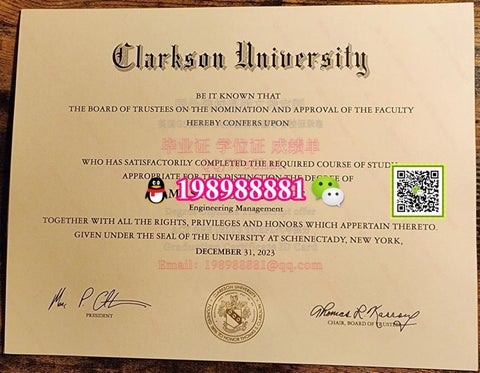 Clarkson University
BE IT KNOWN THAT
THE BOARD OF TRUSTEES ON THE NOMINATION AND APPROVAL OF THE FACULTY
HEREBY CONFERS UPON
毕业证 学位证 成绩单
WHO HAS SATISFACTORILY COMPLETED THE REQUIRED COURSE OF STUDY
APPROPRIATE FOR THIS DISTINCTION THE DEGREE OF
198988881
Engineering Management
TOGETHER WITH ALL THE RIGHTS, PRIVILEGES AND HONORS WHICH APPERTAIN THERETO.
GIVEN UNDER THE SEAL OF THE UNIVERSITY AT SCHENECTADY, NEW YORK,
DECEMBER 31, 2023
Email: 198988881@qq.com
PRESIDENT
CLARKSON UNIVERSITY
CHAIR, BOARD OF TRUSTEES